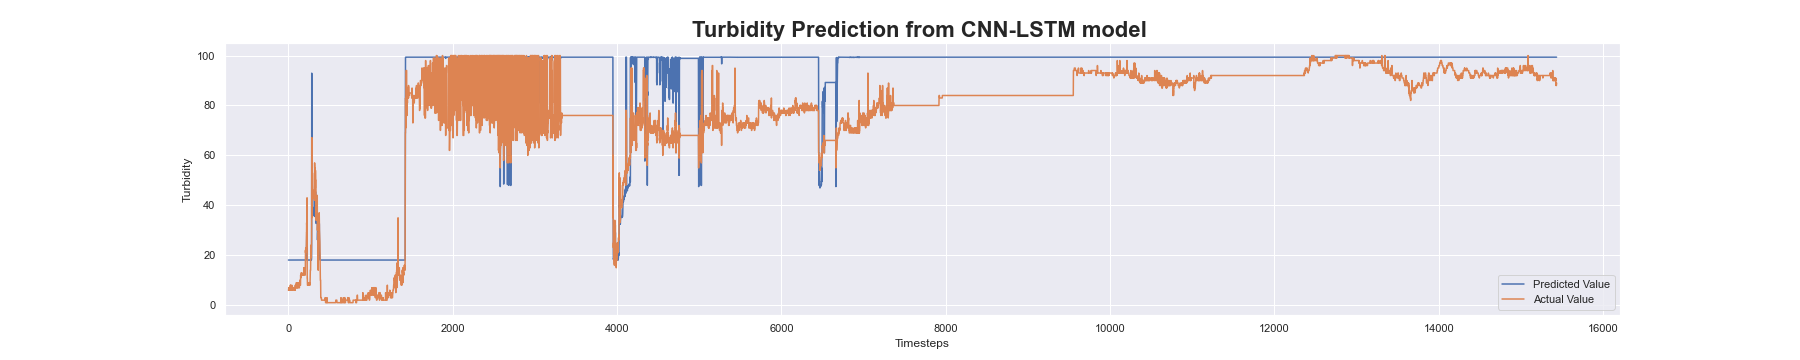 Turbidity Prediction from CNN-LSTM model
100
80
60
40
20
0
Turbidity
0 2000 4000 6000 8000 10000 12000 14000 16000
Timesteps
Predicted Value
Actual Value